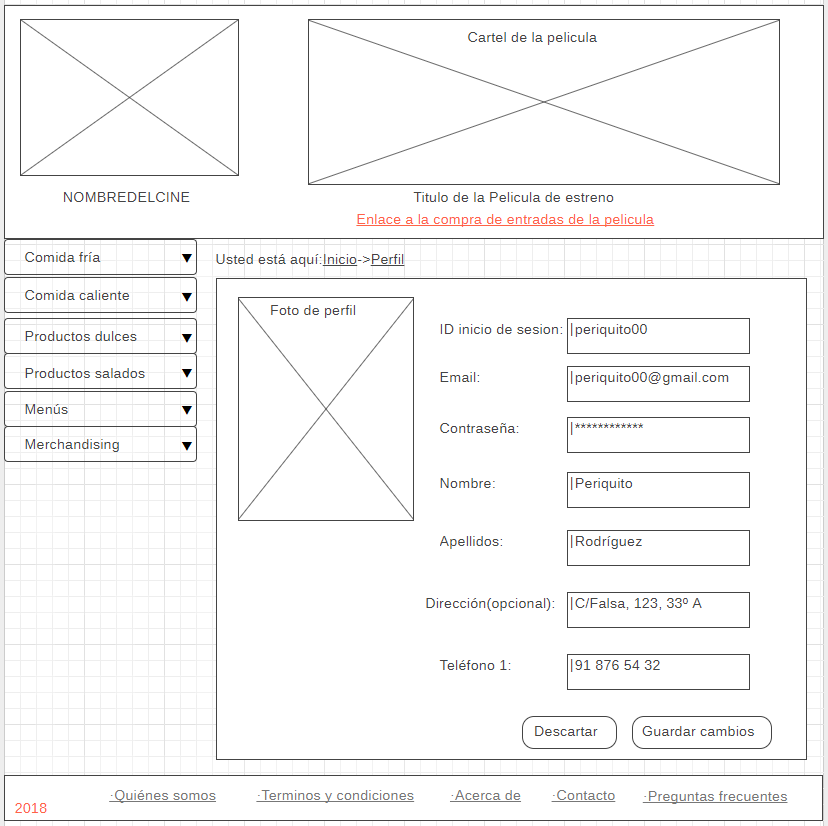 Cartel de la pelicula
NOMBREDELCINE
Titulo de la Pelicula de estreno
Enlace a la compra de entradas de la pelicula
Comida fría
Comida caliente
Productos dulces
Productos salados
Menús
Merchandising
Usted está aquí:Inicio->Perfil
Foto de perfil
ID inicio de sesion: |periquito00
Email: |periquito00@gmail.com
Contraseña: |************
Nombre: |Periquito
Apellidos: |Rodríguez
Dirección(opcional): |C/Falsa, 123, 33º A
Teléfono 1: |91 876 54 32
Descartar Guardar cambios
2018 ·Quiénes somos ·Terminos y condiciones ·Acerca de ·Contacto ·Preguntas frecuentes